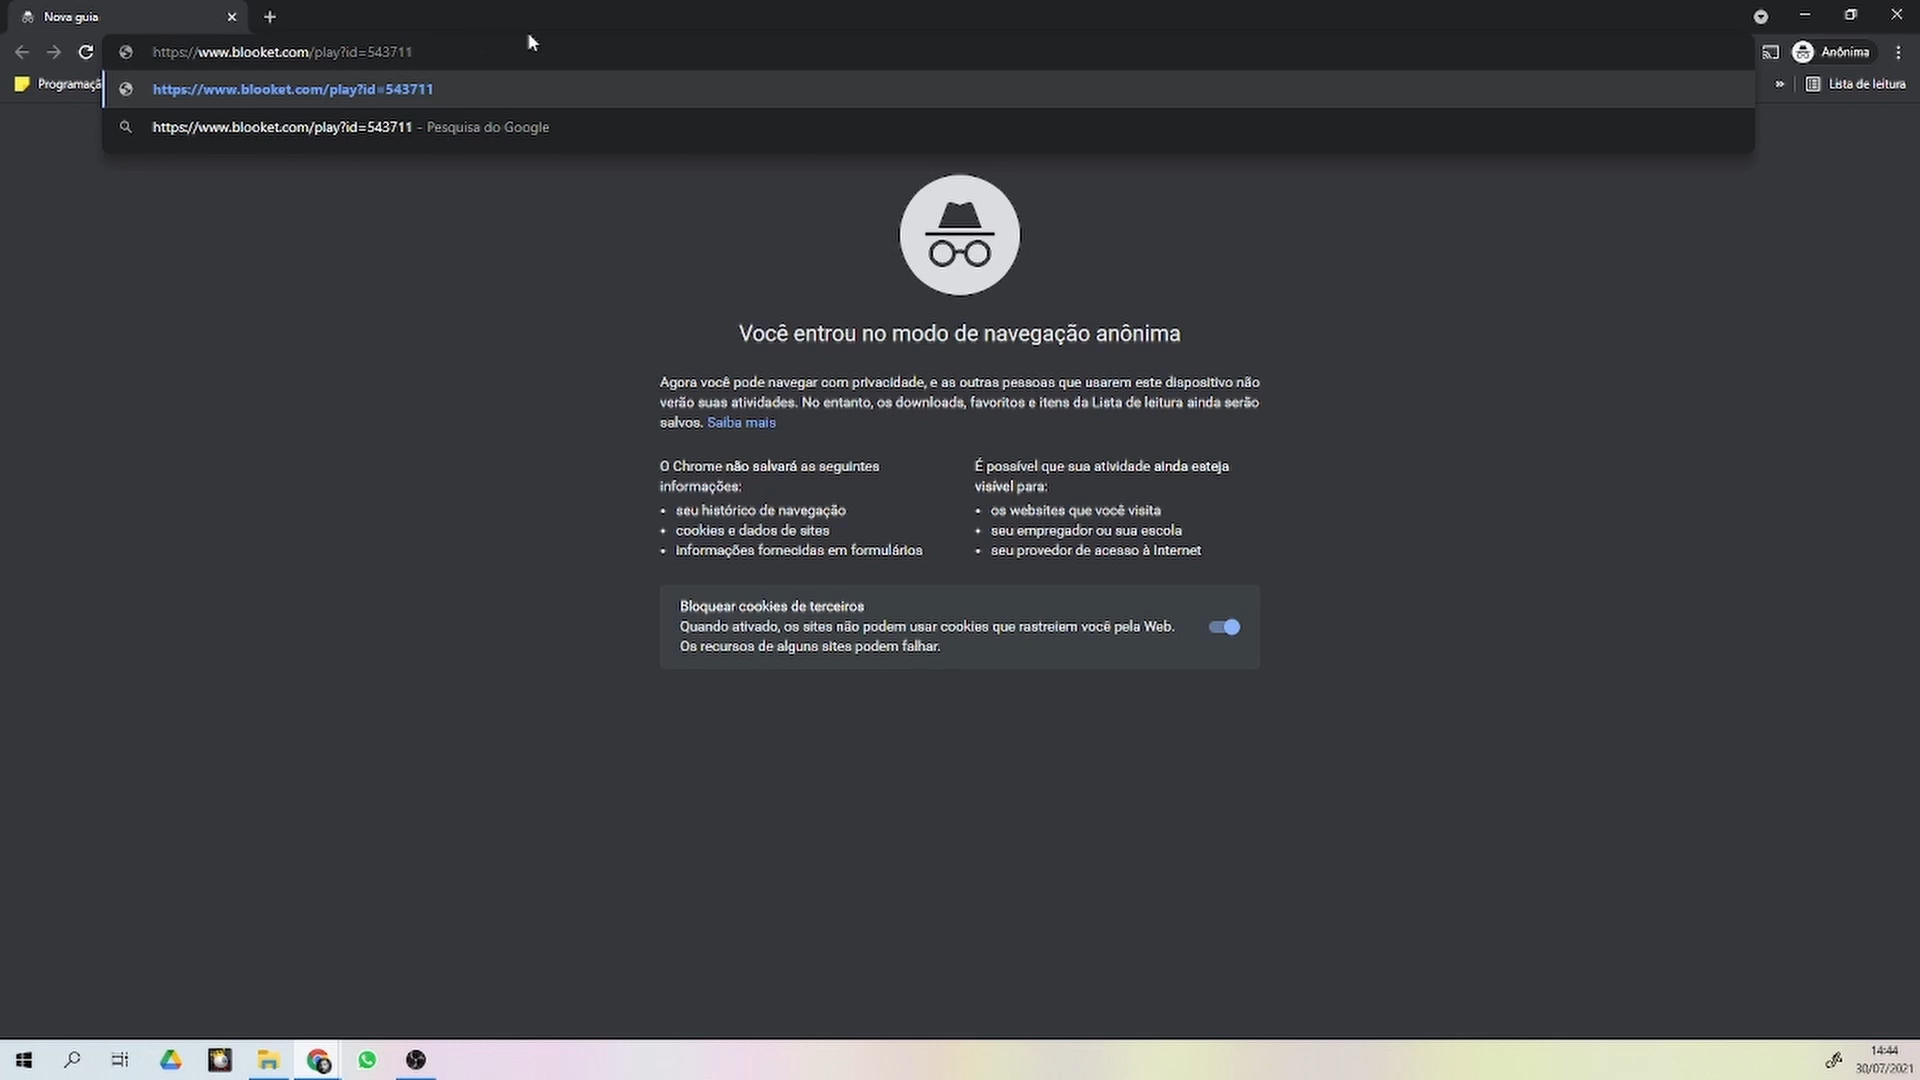 Nova guia
https://www.blooket.com/play?id=543711
Anônima
Programaçã
https://www.blooket.com/play?id=543711
» Lista de leitura
https://www.blooket.com/play?id=543711 - Pesquisa do Google
Você entrou no modo de navegação anônima
Agora você pode navegar com privacidade, e as outras pessoas que usarem este dispositivo não
verão suas atividades. No entanto, os downloads, favoritos e itens da Lista de leitura ainda serão
salvos. Saiba mais
O Chrome não salvará as seguintes
informações:
• seu histórico de navegação
• cookies e dados de sites
• informações fornecidas em formulários
É possível que sua atividade ainda esteja
visível para:
• os websites que você visita
• seu empregador ou sua escola
• seu provedor de acesso à Internet
Bloquear cookies de terceiros
Quando ativado, os sites não podem usar cookies que rastreiem você pela Web.
Os recursos de alguns sites podem falhar.
14:44
30/07/2021